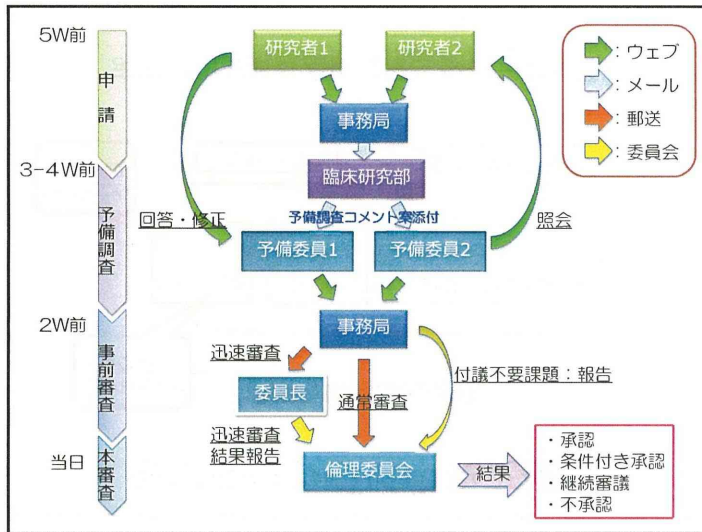 5W前
申請
3-4W前
予備調査
2W前
事前審査
当日
本審査
研究者1
研究者2
事務局
臨床研究部
予備調査コメント案添付
回答・修正
照会
予備委員1
予備委員2
事務局
迅速審査
委員長
通常審査
付議不要課題：報告
迅速審査
結果報告
倫理委員会
結果
・承認
・条件付き承認
・継続審議
・不承認
：ウェブ
：メール
：郵送
：委員会